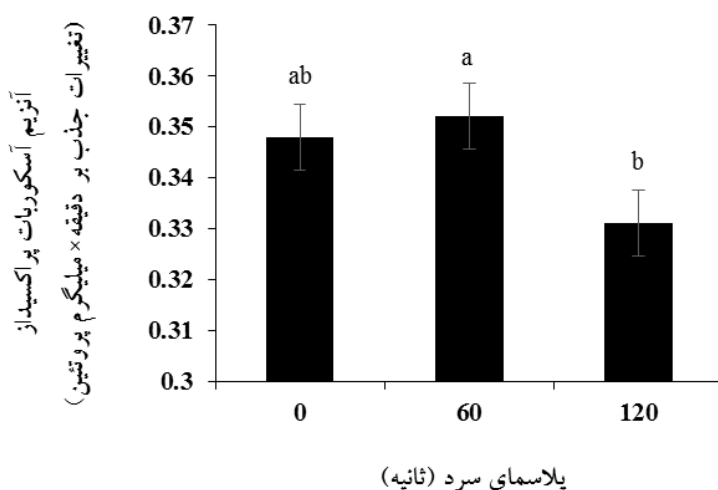 آنزیم آسکوربات پراکسیداز
(تغییرات جذب بر دقیقه × میلیگرم پروتئین)
0.37
0.36
0.35
0.34
0.33
0.32
0.31
0.3
ab
a
b
0
60
120
پلاسمای سرد (ثانیه)